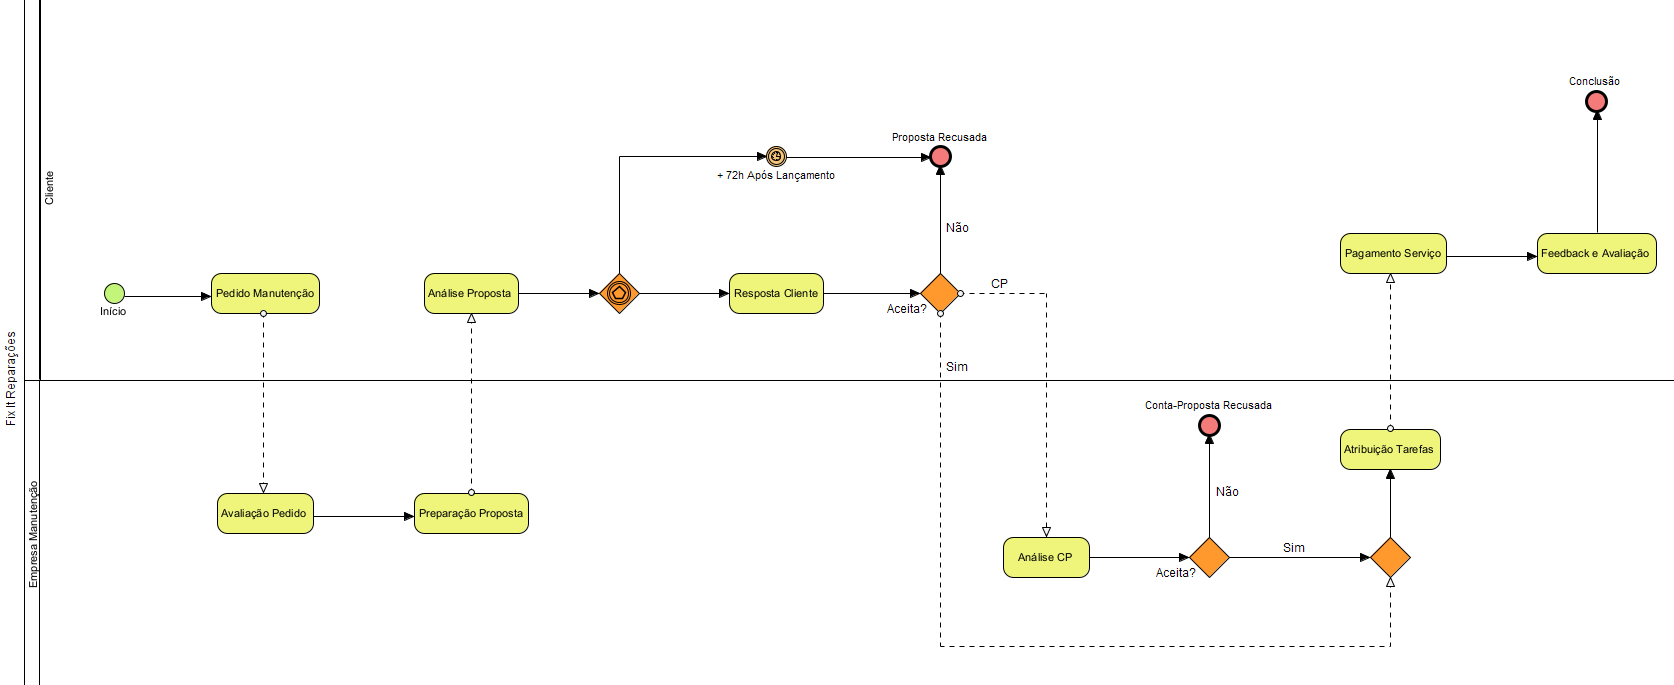 Fix It Reparações
Cliente
Empresa Manutenção
Início
Pedido Manutenção
Avaliação Pedido
Preparação Proposta
Análise Proposta
+ 72h Após Lançamento
Resposta Cliente
Proposta Recusada
Não
Aceita?
CP
Sim
Análise CP
Aceita?
Conta-Proposta Recusada
Não
Sim
Atribuição Tarefas
Pagamento Serviço
Feedback e Avaliação
Conclusão